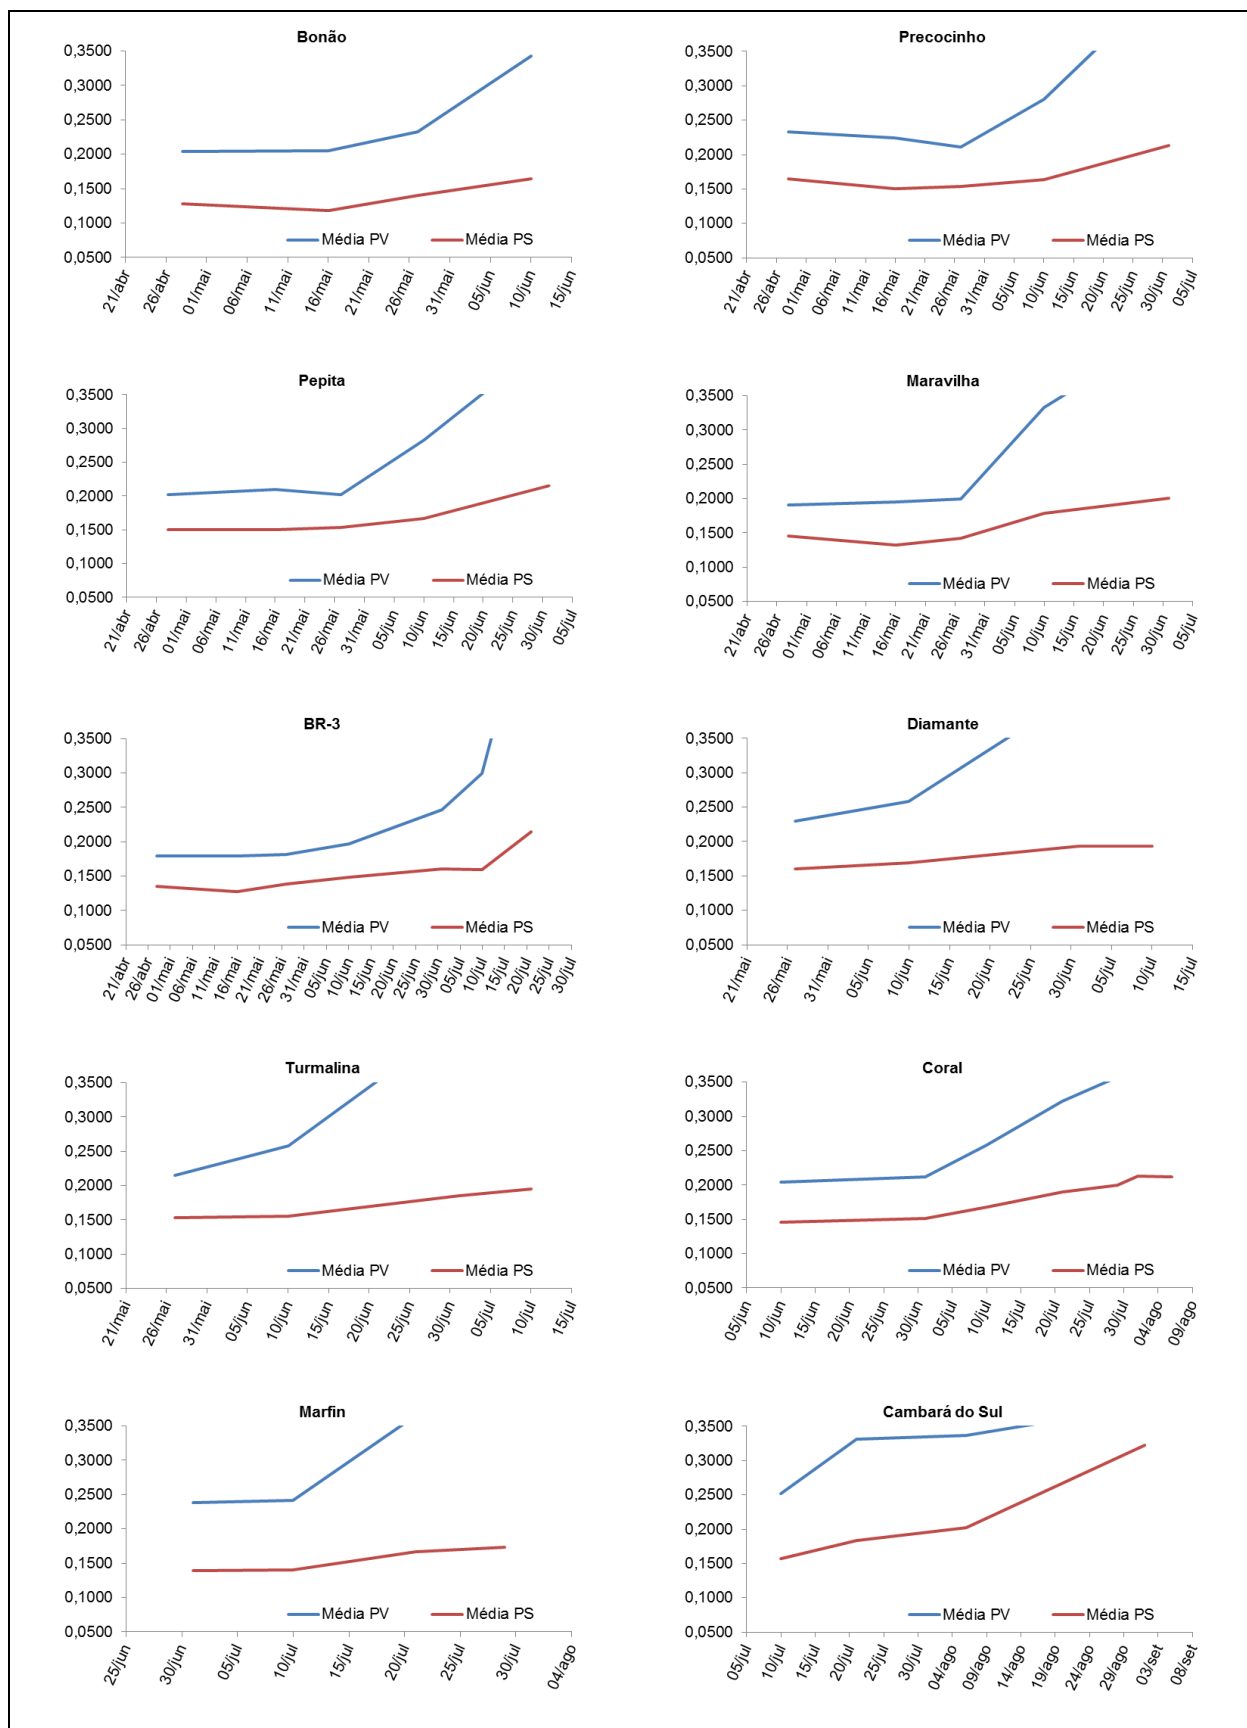 Bonão
0,3500
0,3000
0,2500
0,2000
0,1500
0,1000
0,0500
Média PV Média PS
21/abr 26/abr 01/mai 06/mai 11/mai 16/mai 21/mai 26/mai 31/mai 05/jun 10/jun 15/jun
Precocinho
0,3500
0,3000
0,2500
0,2000
0,1500
0,1000
0,0500
Média PV Média PS
21/abr 26/abr 01/mai 06/mai 11/mai 16/mai 21/mai 26/mai 31/mai 05/jun 10/jun 15/jun 20/jun 25/jun 30/jun 05/jul
Pepita
0,3500
0,3000
0,2500
0,2000
0,1500
0,1000
0,0500
Média PV Média PS
21/abr 26/abr 01/mai 06/mai 11/mai 16/mai 21/mai 26/mai 31/mai 05/jun 10/jun 15/jun 20/jun 25/jun 30/jun 05/jul
Maravilha
0,3500
0,3000
0,2500
0,2000
0,1500
0,1000
0,0500
Média PV Média PS
21/abr 26/abr 01/mai 06/mai 11/mai 16/mai 21/mai 26/mai 31/mai 05/jun 10/jun 15/jun 20/jun 25/jun 30/jun 05/jul
BR-3
0,3500
0,3000
0,2500
0,2000
0,1500
0,1000
0,0500
Média PV Média PS
21/abr 26/abr 01/mai 06/mai 11/mai 16/mai 21/mai 26/mai 31/mai 05/jun 10/jun 15/jun 20/jun 25/jun 30/jun 05/jul 10/jul 15/jul 20/jul 25/jul 30/jul
Diamante
0,3500
0,3000
0,2500
0,2000
0,1500
0,1000
0,0500
Média PV Média PS
21/mai 26/mai 31/mai 05/jun 10/jun 15/jun 20/jun 25/jun 30/jun 05/jul 10/jul 15/jul
Turmalina
0,3500
0,3000
0,2500
0,2000
0,1500
0,1000
0,0500
Média PV Média PS
21/mai 26/mai 31/mai 05/jun 10/jun 15/jun 20/jun 25/jun 30/jun 05/jul 10/jul 15/jul
Coral
0,3500
0,3000
0,2500
0,2000
0,1500
0,1000
0,0500
Média PV Média PS
05/jun 10/jun 15/jun 20/jun 25/jun 30/jun 05/jul 10/jul 15/jul 20/jul 25/jul 30/jul 04/ago 09/ago
Marfin
0,3500
0,3000
0,2500
0,2000
0,1500
0,1000
0,0500
Média PV Média PS
25/jun 30/jun 05/jul 10/jul 15/jul 20/jul 25/jul 30/jul 04/ago
Cambará do Sul
0,3500
0,3000
0,2500
0,2000
0,1500
0,1000
0,0500
Média PV Média PS
05/jul 10/jul 15/jul 20/jul 25/jul 30/jul 04/ago 09/ago 14/ago 19/ago 24/ago 29/ago 03/set 08/set